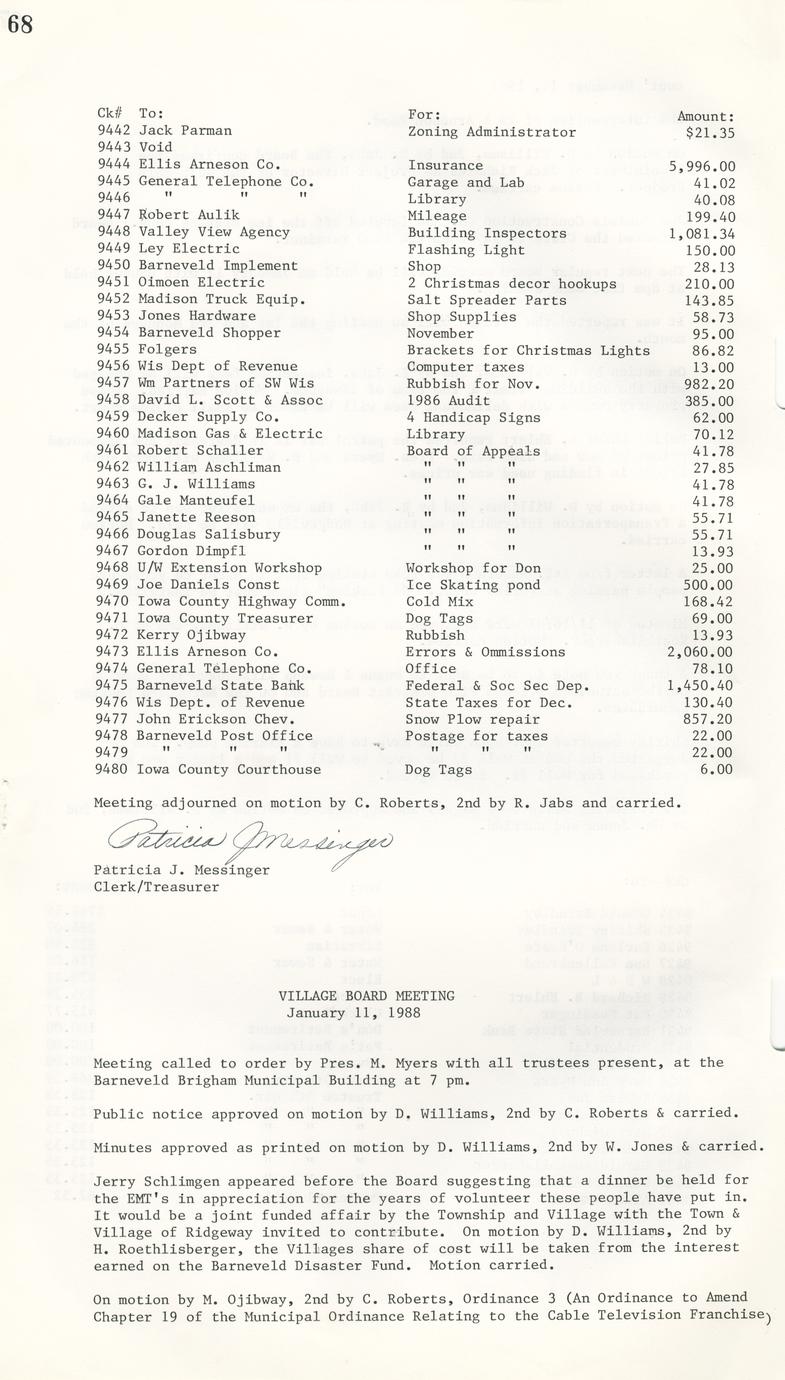 68
Ck# To: For: Amount:
9442 Jack Parman Zoning Administrator $21.35
9443 Void
9444 Ellis Arneson Co. Insurance 5,996.00
9445 General Telephone Co. Garage and Lab 41.02
9446 " " " Library 40.08
9447 Robert Aulik Mileage 199.40
9448 Valley View Agency Building Inspectors 1,081.34
9449 Ley Electric Flashing Light 150.00
9450 Barneveld Implement Shop 28.13
9451 Oimoen Electric 2 Christmas decor hookups 210.00
9452 Madison Truck Equip. Salt Spreader Parts 143.85
9453 Jones Hardware Shop Supplies 58.73
9454 Barneveld Shopper November 95.00
9455 Folgers Brackets for Christmas Lights 86.82
9456 Wis Dept of Revenue Computer taxes 13.00
9457 Wm Partners of SW Wis Rubbish for Nov. 982.20
9458 David L. Scott & Assoc 1986 Audit 385.00
9459 Decker Supply Co. 4 Handicap Signs 62.00
9460 Madison Gas & Electric Library 70.12
9461 Robert Schaller Board of Appeals 41.78
9462 William Aschliman " " " 27.85
9463 G. J. Williams " " " 41.78
9464 Gale Manteufel " " " 41.78
9465 Janette Reeson " " " 55.71
9466 Douglas Salisbury " " " 55.71
9467 Gordon Dimpfl " " " 13.93
9468 U/W Extension Workshop Workshop for Don 25.00
9469 Joe Daniels Const Ice Skating pond 500.00
9470 Iowa County Highway Comm. Cold Mix 168.42
9471 Iowa County Treasurer Dog Tags 69.00
9472 Kerry Ojibway Rubbish 13.93
9473 Ellis Arneson Co. Errors & Ommissions 2,060.00
9474 General Telephone Co. Office 78.10
9475 Barneveld State Bank Federal & Soc Sec Dep. 1,450.40
9476 Wis Dept. of Revenue State Taxes for Dec. 130.40
9477 John Erickson Chev. Snow Plow repair 857.20
9478 Barneveld Post Office Postage for taxes 22.00
9479 " " " " " " 22.00
9480 Iowa County Courthouse Dog Tags 6.00
Meeting adjourned on motion by C. Roberts, 2nd by R. Jabs and carried.
Patricia J Messinger
Patricia J. Messinger
Clerk/Treasurer
VILLAGE BOARD MEETING
January 11, 1988
Meeting called to order by Pres. M. Myers with all trustees present, at the
Barneveld Brigham Municipal Building at 7 pm.
Public notice approved on motion by D. Williams, 2nd by C. Roberts & carried.
Minutes approved as printed on motion by D. Williams, 2nd by W. Jones & carried.
Jerry Schlimgen appeared before the Board suggesting that a dinner be held for
the EMT's in appreciation for the years of volunteer these people have put in.
It would be a joint funded affair by the Township and Village with the Town &
Village of Ridgeway invited to contribute. On motion by D. Williams, 2nd by
H. Roethlisberger, the Villages share of cost will be taken from the interest
earned on the Barneveld Disaster Fund. Motion carried.
On motion by M. Ojibway, 2nd by C. Roberts, Ordinance 3 (An Ordinance to Amend
Chapter 19 of the Municipal Ordinance Relating to the Cable Television Franchise)